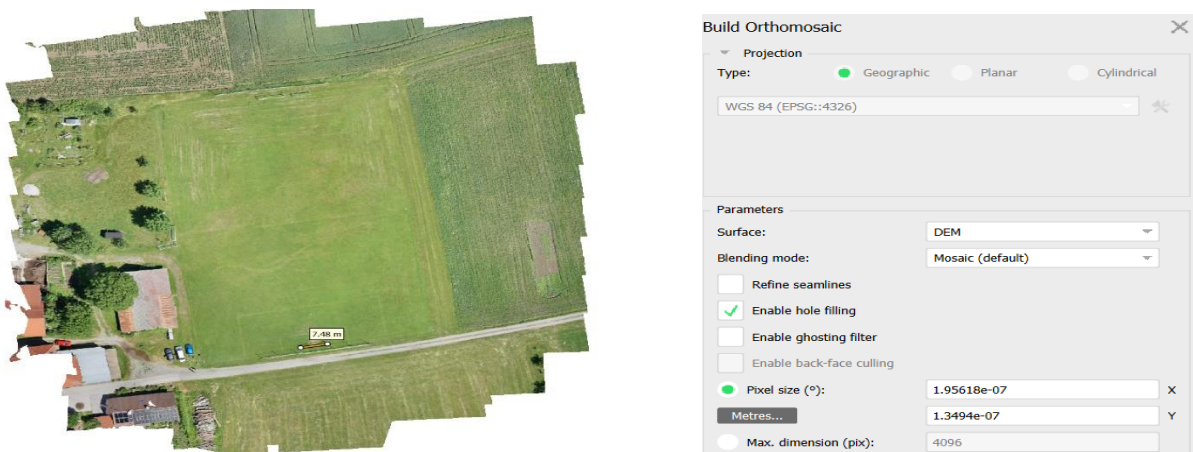 7.48 m
Build Orthomosaic
Projection
Type: Geographic Planar Cylindrical
WGS 84 (EPSG::4326)
Parameters
Surface: DEM
Blending mode: Mosaic (default)
Refine seamlines
Enable hole filling
Enable ghosting filter
Enable back-face culling
Pixel size (°): 1.95618e-07 X
Metres... 1.3494e-07 Y
Max. dimension (pix): 4096